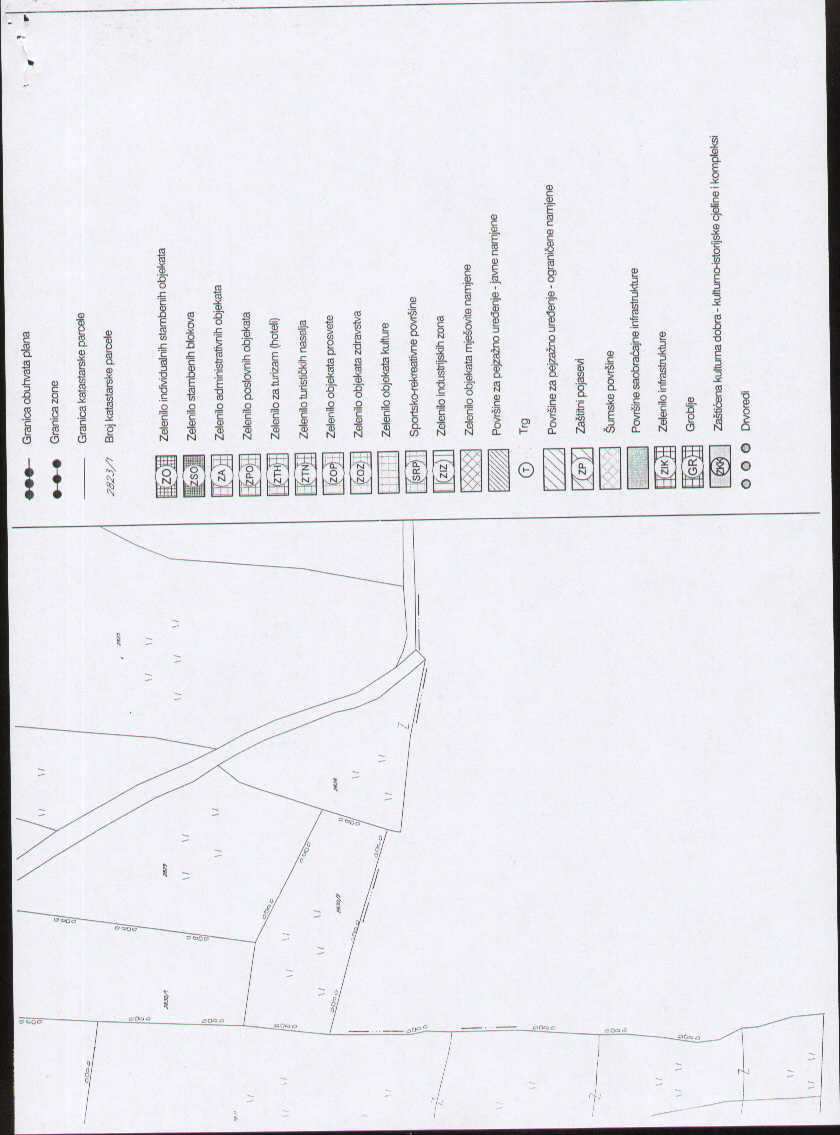 Granica obuhvata plana
Granica zone
Granica katastarske parcele
2823/1 Broj katastarske parcele
ZO Zelenilo individualnih stambenih objekata
ZSO Zelenilo stambenih blokova
ZA Zelenilo administrativnih objekata
ZPO Zelenilo poslovnih objekata
ZTH Zelenilo za turizam (hoteli)
ZTN Zelenilo turističkih naselja
ZOP Zelenilo objekata prosvete
ZOZ Zelenilo objekata zdravstva
Zelenilo objekata kulture
SRP Sportsko-rekreativne površine
ZIZ Zelenilo industrijskih zona
Zelenilo objekata mješovite namjene
Površine za pejzažno uređenje - javne namjene
T Trg
Površine za pejzažno uređenje - ograničene namjene
ZP Zaštitni pojasevi
Šumske površine
Površine saobraćajne infrastrukture
ZIK Zelenilo infrastrukture
GR Groblje
Zaštićena kulturna dobra - kulturno-istorijske cjeline i kompleksi
Drvoredi